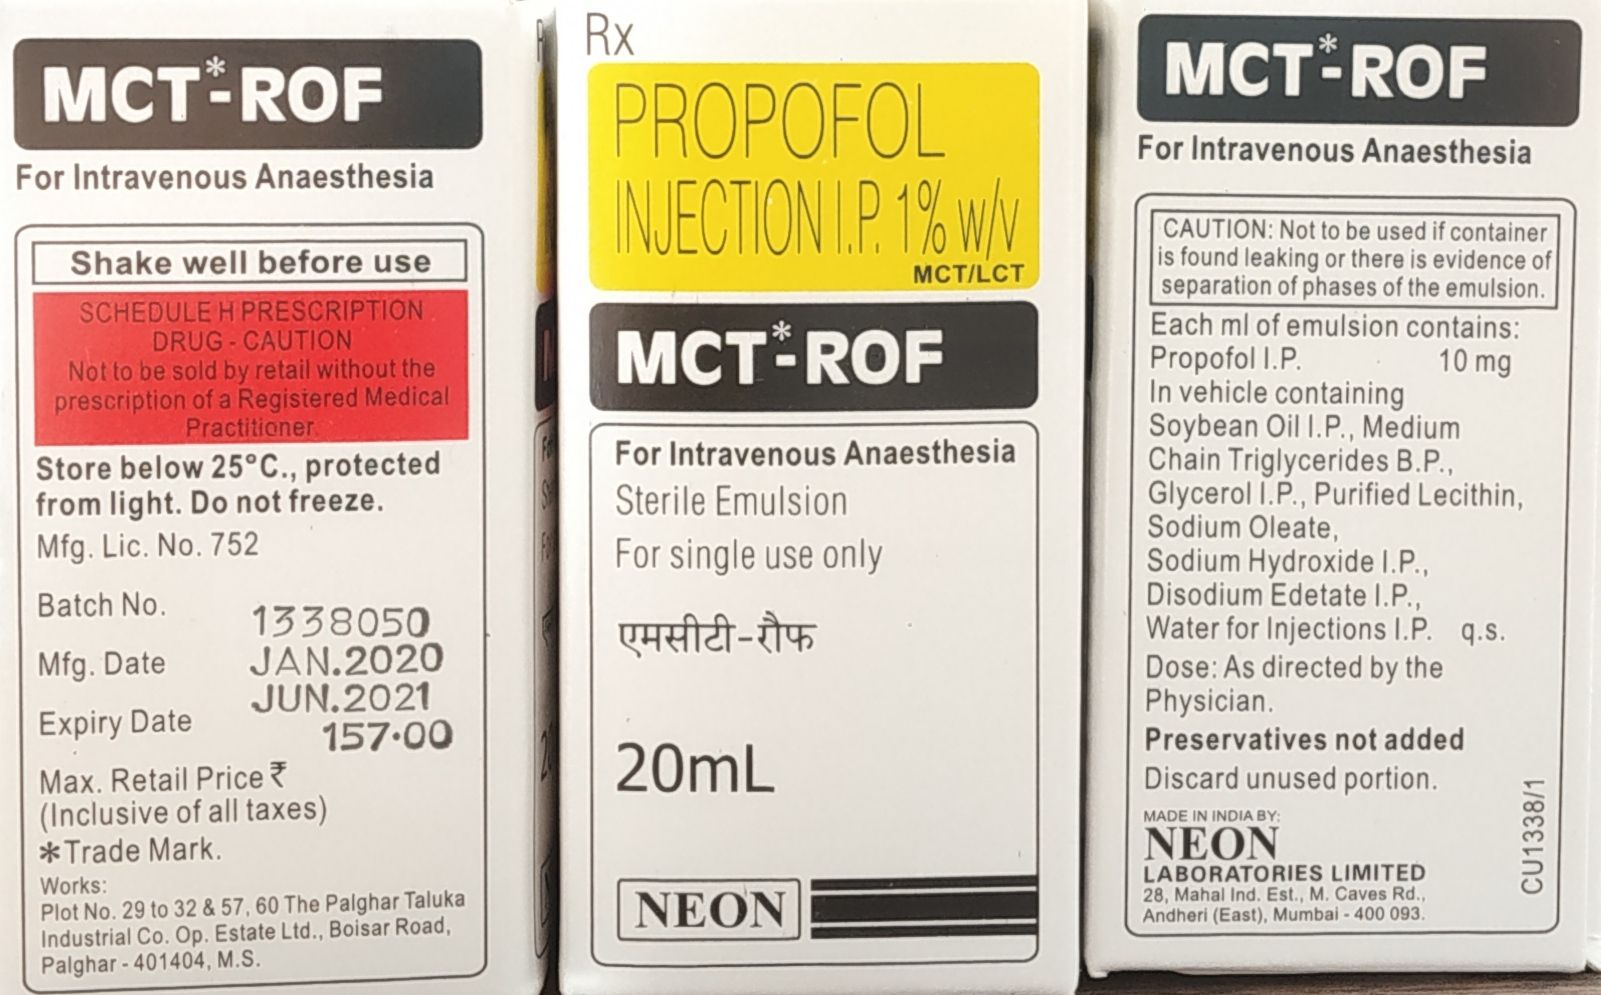 MCT*-ROF
For Intravenous Anaesthesia
Shake well before use
SCHEDULE H PRESCRIPTION
DRUG - CAUTION
Not to be sold by retail without the
prescription of a Registered Medical
Practitioner
Store below 25°C., protected
from light. Do not freeze.
Mfg. Lic. No. 752
Batch No. 1338050
Mfg. Date JAN.2020
Expiry Date JUN.2021
157.00
Max. Retail Price ₹
(Inclusive of all taxes)
*Trade Mark.
Works:
Plot No. 29 to 32 & 57, 60 The Palghar Taluka
Industrial Co. Op. Estate Ltd., Boisar Road,
Palghar - 401404, M.S.
Rx
PROPOFOL
INJECTION I.P. 1% w/v
MCT/LCT
MCT*-ROF
For Intravenous Anaesthesia
Sterile Emulsion
For single use only
एमसीटी-रौफ
20mL
NEON
MCT*-ROF
For Intravenous Anaesthesia
CAUTION: Not to be used if container
is found leaking or there is evidence of
separation of phases of the emulsion.
Each ml of emulsion contains:
Propofol I.P. 10 mg
In vehicle containing
Soybean Oil I.P., Medium
Chain Triglycerides B.P.,
Glycerol I.P., Purified Lecithin,
Sodium Oleate,
Sodium Hydroxide I.P.,
Disodium Edetate I.P.,
Water for Injections I.P. q.s.
Dose: As directed by the
Physician.
Preservatives not added
Discard unused portion.
MADE IN INDIA BY:
NEON
LABORATORIES LIMITED
28, Mahal Ind. Est., M. Caves Rd.,
Andheri (East), Mumbai - 400 093.
CU1338/1